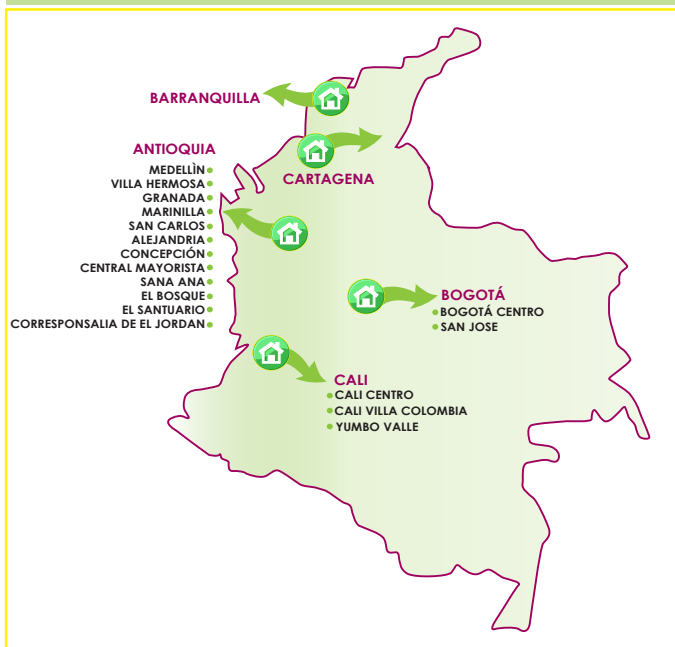 BARRANQUILLA
CARTAGENA
ANTIOQUIA
MEDELLÌN
VILLA HERMOSA
GRANADA
MARINILLA
SAN CARLOS
ALEJANDRIA
CONCEPCIÓN
CENTRAL MAYORISTA
SANA ANA
EL BOSQUE
EL SANTUARIO
CORRESPONSALIA DE EL JORDAN
BOGOTÁ
BOGOTÁ CENTRO
SAN JOSE
CALI
CALI CENTRO
CALI VILLA COLOMBIA
YUMBO VALLE